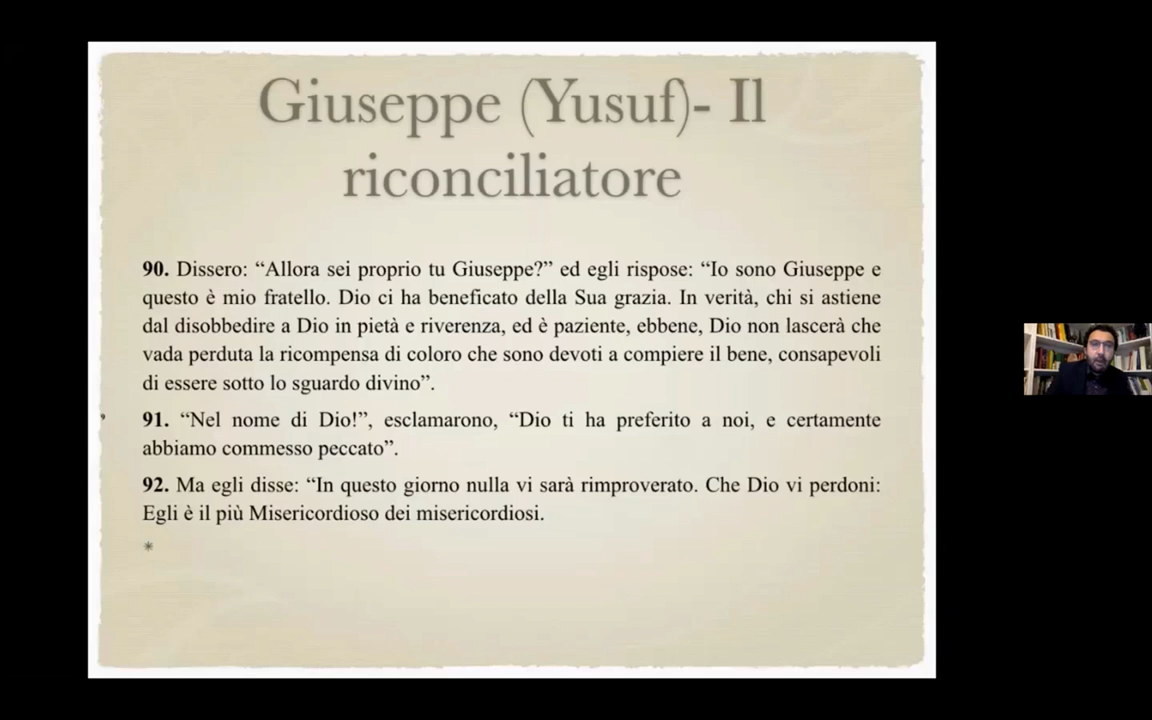 Giuseppe (Yusuf)- Il
riconciliatore
90. Dissero: “Allora sei proprio tu Giuseppe?” ed egli rispose: “Io sono Giuseppe e
questo è mio fratello. Dio ci ha beneficato della Sua grazia. In verità, chi si astiene
dal disobbedire a Dio in pietà e riverenza, ed è paziente, ebbene, Dio non lascerà che
vada perduta la ricompensa di coloro che sono devoti a compiere il bene, consapevoli
di essere sotto lo sguardo divino”.
91. “Nel nome di Dio!”, esclamarono, “Dio ti ha preferito a noi, e certamente
abbiamo commesso peccato”.
92. Ma egli disse: “In questo giorno nulla vi sarà rimproverato. Che Dio vi perdoni:
Egli è il più Misericordioso dei misericordiosi.
*